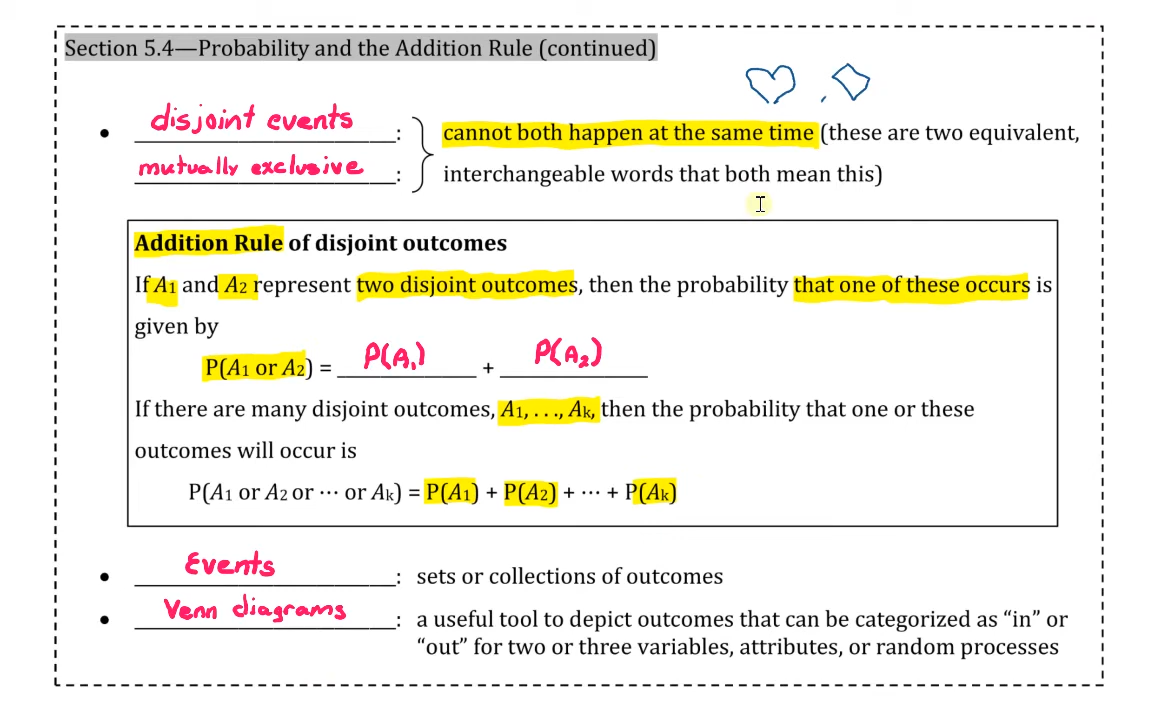 Section 5.4—Probability and the Addition Rule (continued)
• disjoint events: cannot both happen at the same time (these are two equivalent,
mutually exclusive: interchangeable words that both mean this)
Addition Rule of disjoint outcomes
If A1 and A2 represent two disjoint outcomes, then the probability that one of these occurs is
given by
P(A1 or A2) = P(A1) + P(A2)
If there are many disjoint outcomes, A1, . . ., Ak, then the probability that one or these
outcomes will occur is
P(A1 or A2 or ··· or Ak) = P(A1) + P(A2) + ··· + P(Ak)
• Events: sets or collections of outcomes
• Venn diagrams: a useful tool to depict outcomes that can be categorized as “in” or
“out” for two or three variables, attributes, or random processes